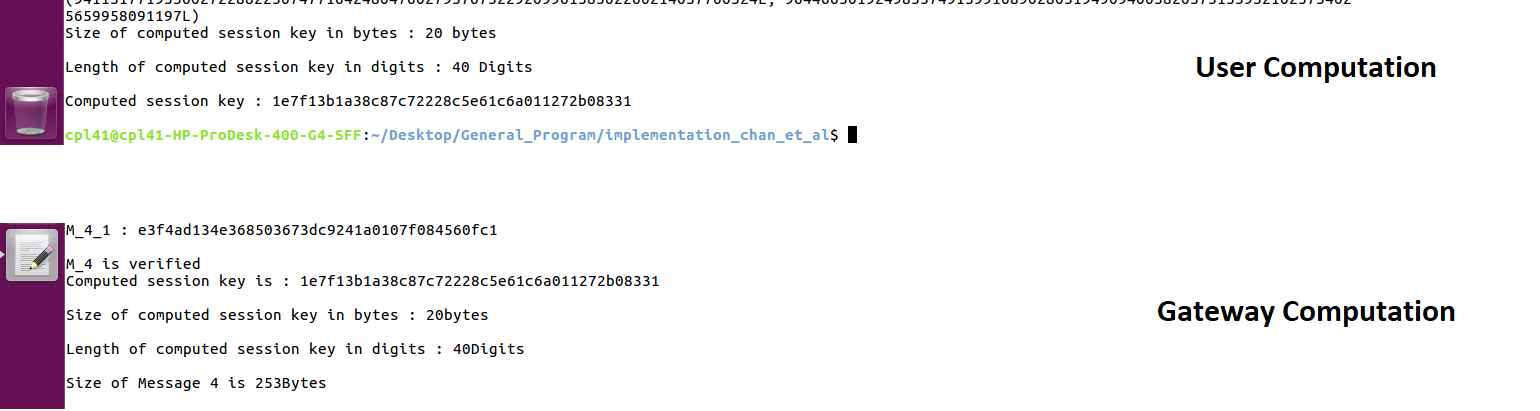 5659958091197L)
Size of computed session key in bytes : 20 bytes
Length of computed session key in digits : 40 Digits
User Computation
Computed session key : 1e7f13b1a38c87c72228c5e61c6a011272b08331
cpl41@cpl41-HP-ProDesk-400-G4-SFF:~/Desktop/General_Program/implementation_chan_et_al$
M_4_1 : e3f4ad134e368503673dc9241a0107f084560fc1
M_4 is verified
Computed session key is : 1e7f13b1a38c87c72228c5e61c6a011272b08331
Size of computed session key in bytes : 20bytes
Gateway Computation
Length of computed session key in digits : 40Digits
Size of Message 4 is 253Bytes